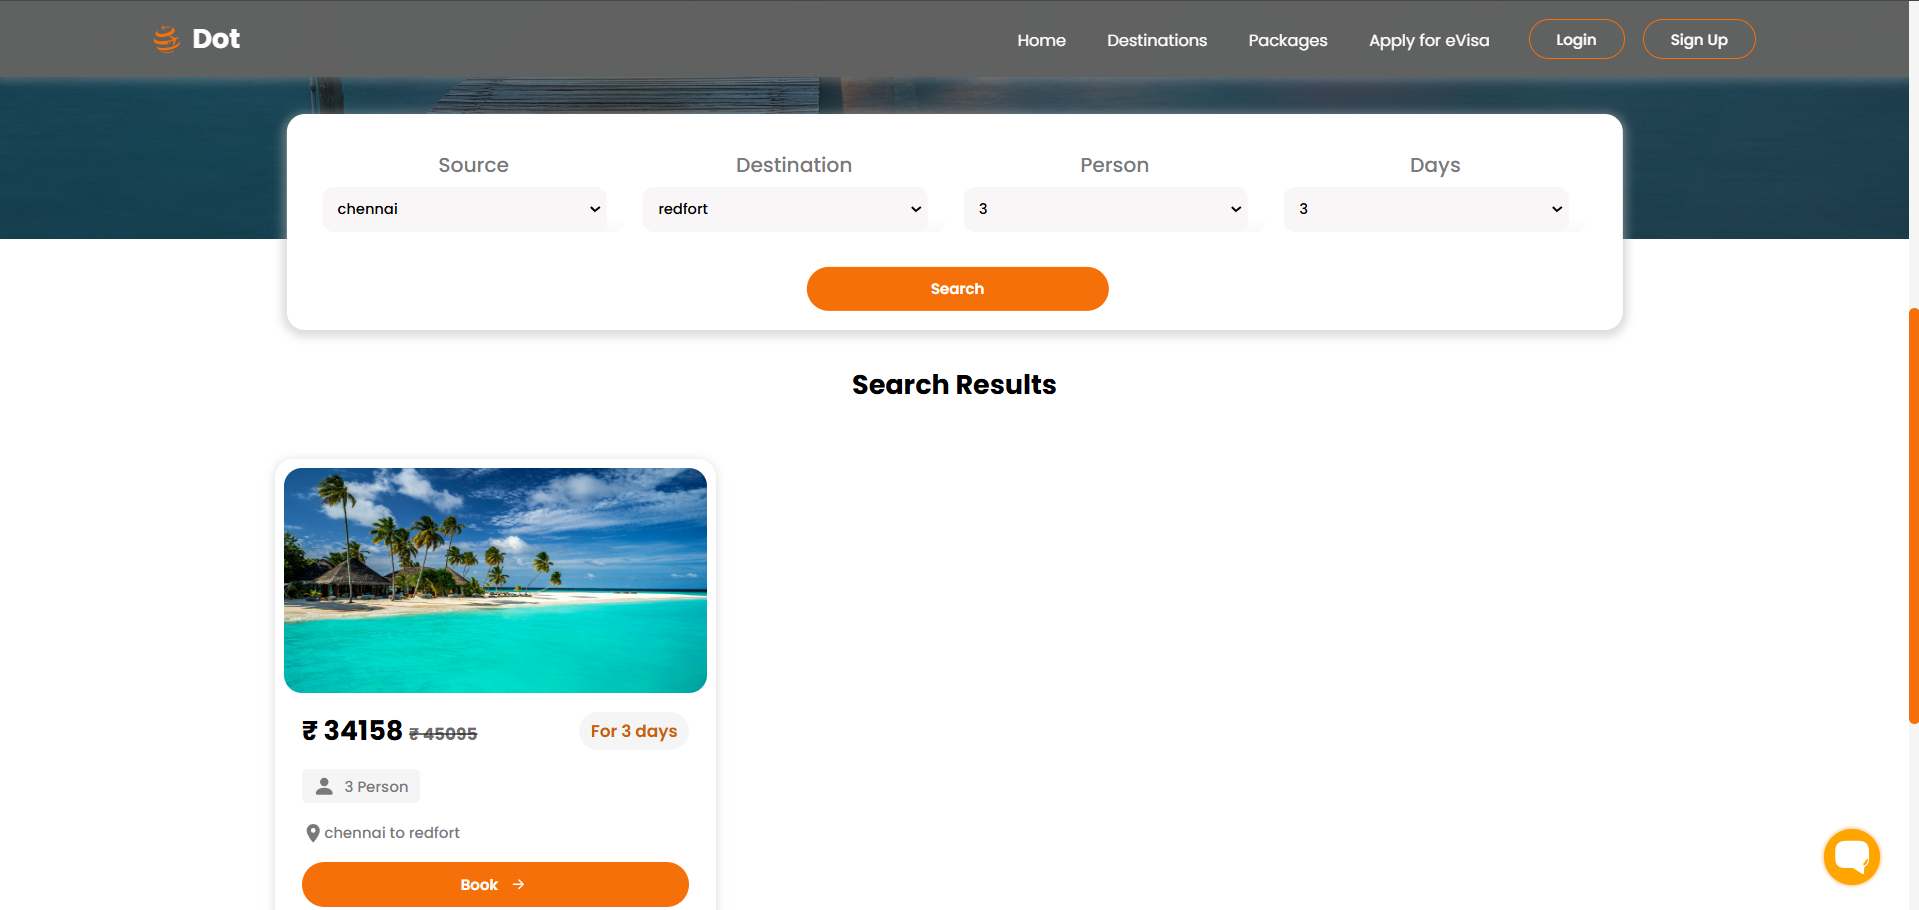 Dot
Home Destinations Packages Apply for eVisa Login Sign Up
Source Destination Person Days
chennai redfort 3 3
Search
Search Results
₹ 34158 ₹ 45095 For 3 days
3 Person
chennai to redfort
Book →